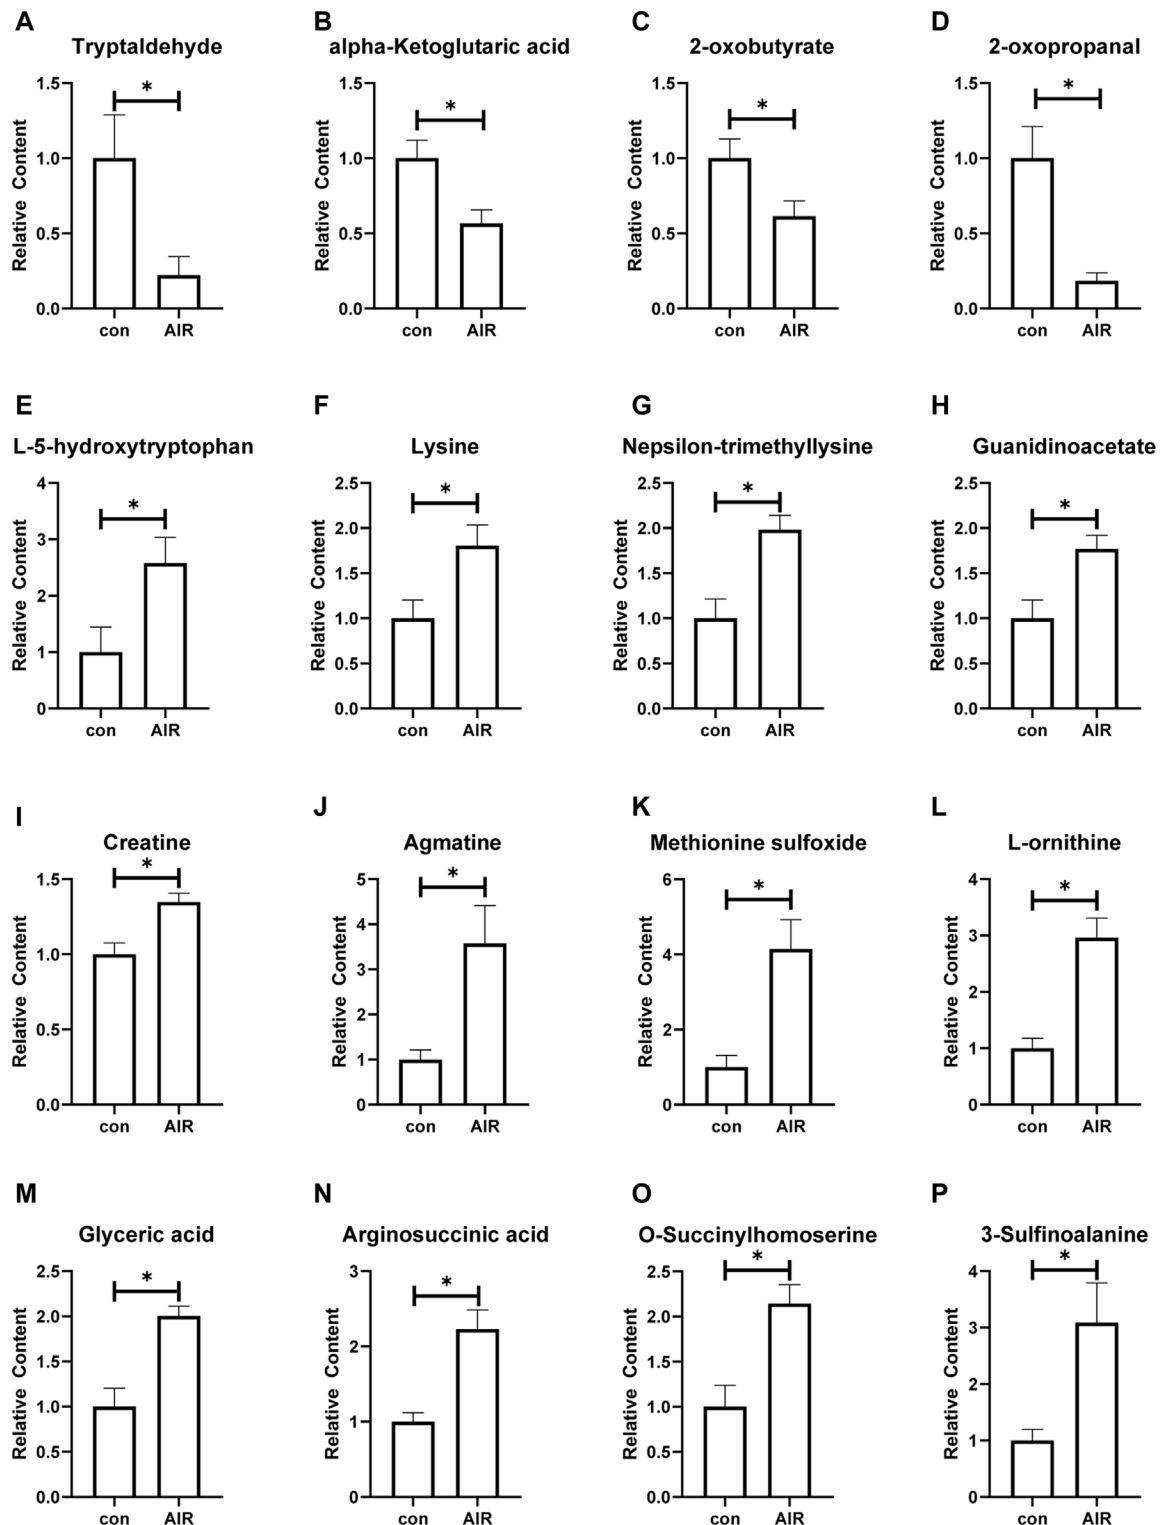 A
B
C
D
Tryptaldehyde
alpha-Ketoglutaric acid
2-oxobutyrate
2-oxopropanal
1.5
1.0
0.5
0.0
Relative Content
*
con
AIR
1.5
1.0
0.5
0.0
Relative Content
*
con
AIR
1.5
1.0
0.5
0.0
Relative Content
*
con
AIR
1.5
1.0
0.5
0.0
Relative Content
*
con
AIR
E
F
G
H
L-5-hydroxytryptophan
Lysine
Nepsilon-trimethyllysine
Guanidinoacetate
4
3
2
1
0
Relative Content
*
con
AIR
2.5
2.0
1.5
1.0
0.5
0.0
Relative Content
*
con
AIR
2.5
2.0
1.5
1.0
0.5
0.0
Relative Content
*
con
AIR
2.5
2.0
1.5
1.0
0.5
0.0
Relative Content
*
con
AIR
I
J
K
L
Creatine
Agmatine
Methionine sulfoxide
L-ornithine
1.5
1.0
0.5
0.0
Relative Content
*
con
AIR
5
4
3
2
1
0
Relative Content
*
con
AIR
6
4
2
0
Relative Content
*
con
AIR
4
3
2
1
0
Relative Content
*
con
AIR
M
N
O
P
Glyceric acid
Arginosuccinic acid
O-Succinylhomoserine
3-Sulfinoalanine
2.5
2.0
1.5
1.0
0.5
0.0
Relative Content
*
con
AIR
3
2
1
0
Relative Content
*
con
AIR
2.5
2.0
1.5
1.0
0.5
0.0
Relative Content
*
con
AIR
4
3
2
1
0
Relative Content
*
con
AIR